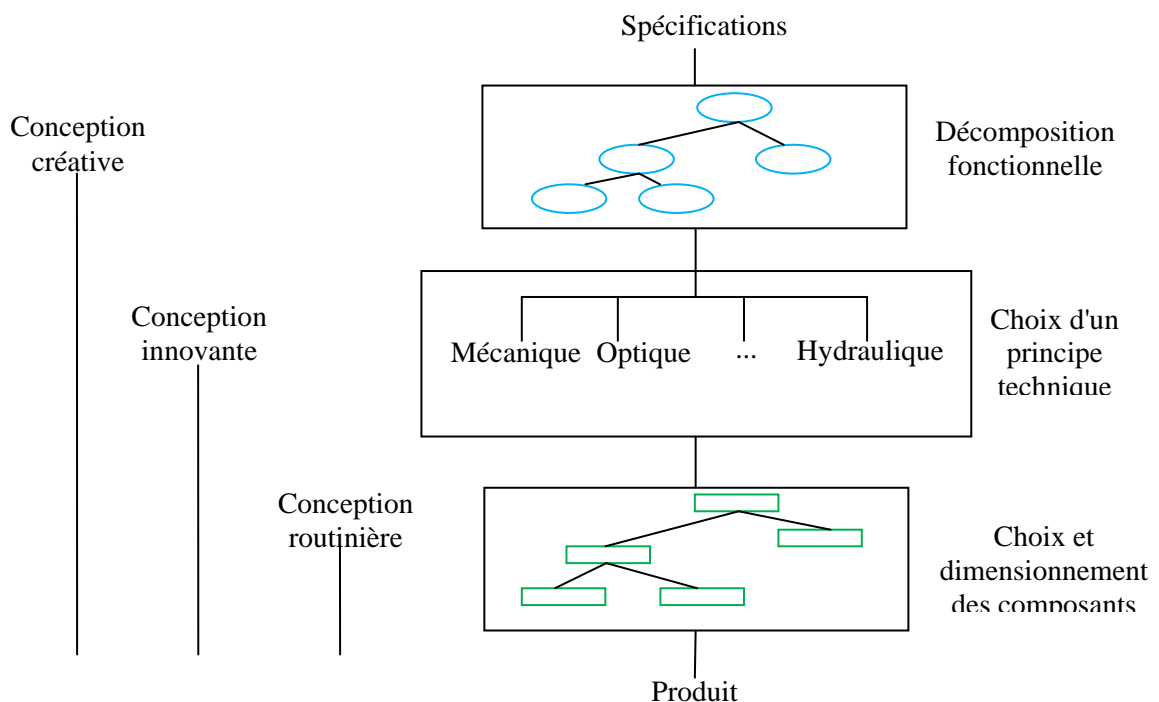 Spécifications
Conception
créative
Décomposition
fonctionnelle
Conception
innovante
Mécanique Optique ... Hydraulique
Choix d'un
principe
technique
Conception
routinière
Choix et
dimensionnement
des composants
Produit